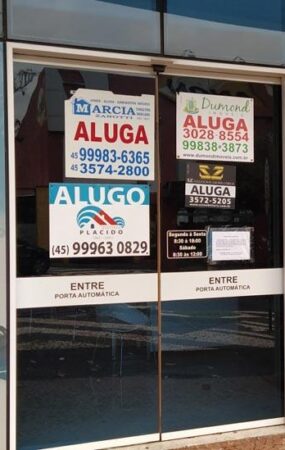 MARCIA
ZAROTTI
ALUGA
45 99983-6365
45 3574-2800
ALUGO
PLACIDO
(45) 99963 0829
Dumond
IMÓVEIS
ALUGA
3028-8554
99838-3873
www.dumondimoveis.com.br
ALUGA
3572-5205
Segunda à Sexta
8:30 às 18:00
Sábado
8:30 às 12:00
ENTRE
PORTA AUTOMÁTICA
ENTRE
PORTA AUTOMÁTICA